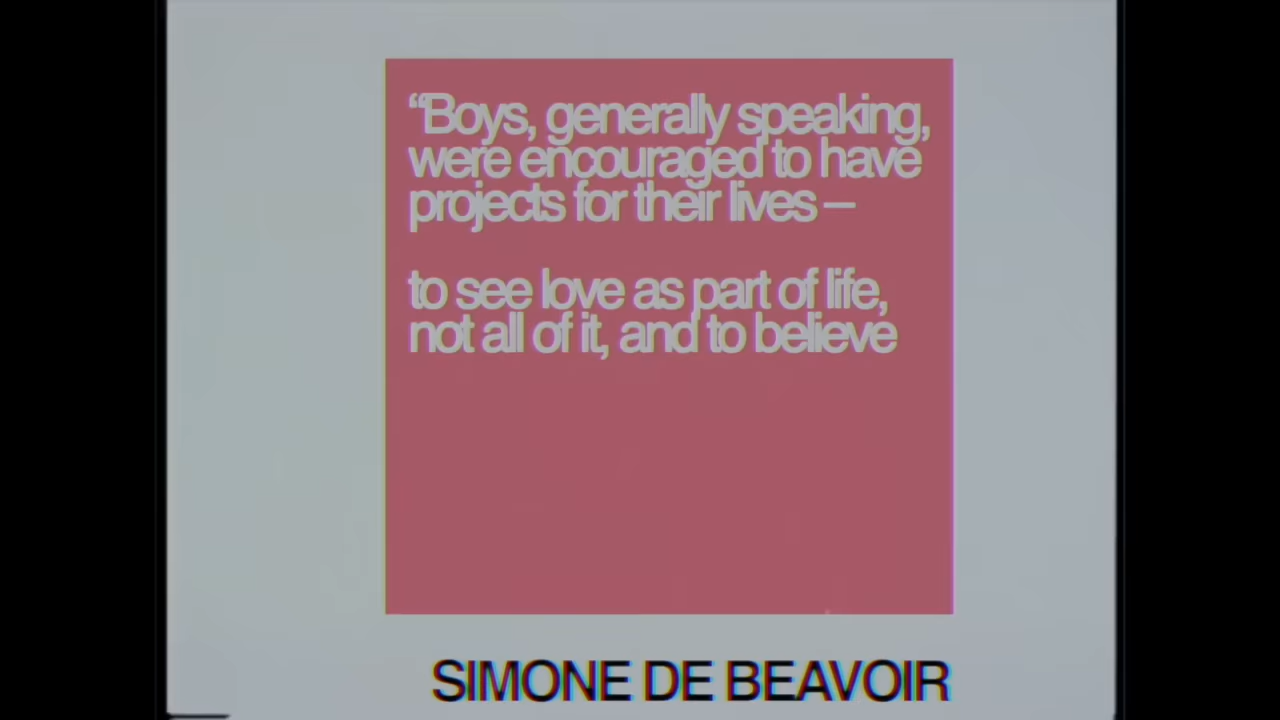 “Boys, generally speaking,
were encouraged to have
projects for their lives –
to see love as part of life,
not all of it, and to believe
SIMONE DE BEAVOIR